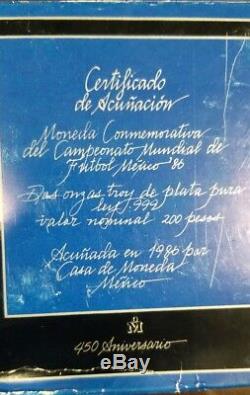 Certificado
de Acuñación
Moneda Conmemorativa
del Campeonato Mundial de
Futbol México '86
Dos onzas troy de plata pura
ley .999
valor nominal 200 pesos
Acuñada en 1986 por
Casa de Moneda
México
M
450 Aniversario